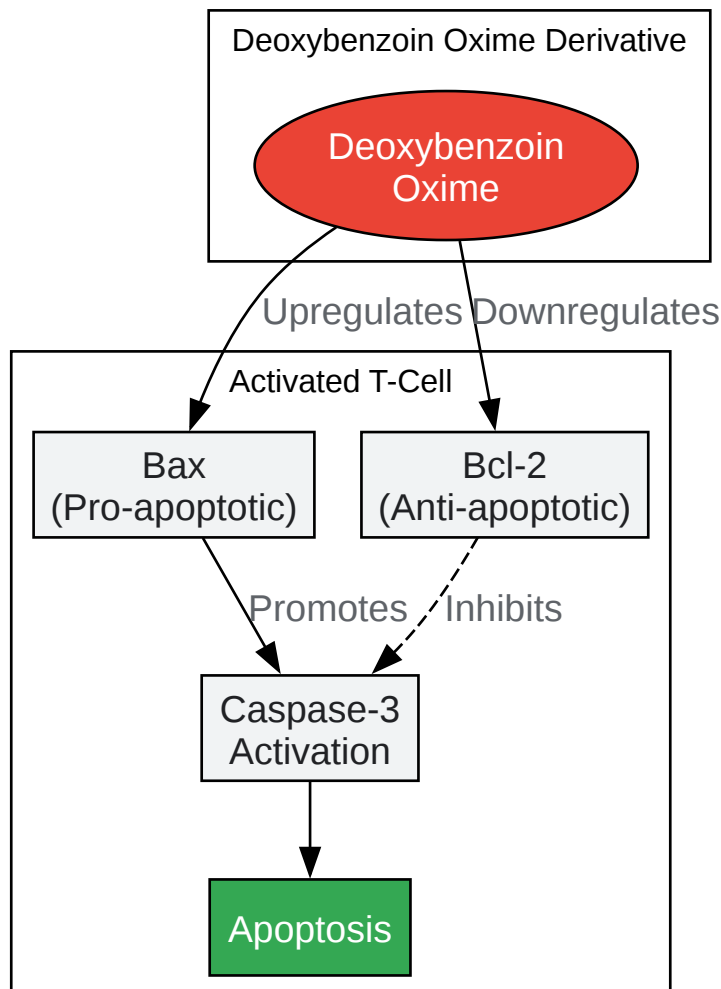 Deoxybenzoin Oxime Derivative
Deoxybenzoin
Oxime
Upregulates
Downregulates
Activated T-Cell
Bax
(Pro-apoptotic)
Bcl-2
(Anti-apoptotic)
Promotes
Inhibits
Caspase-3
Activation
Apoptosis